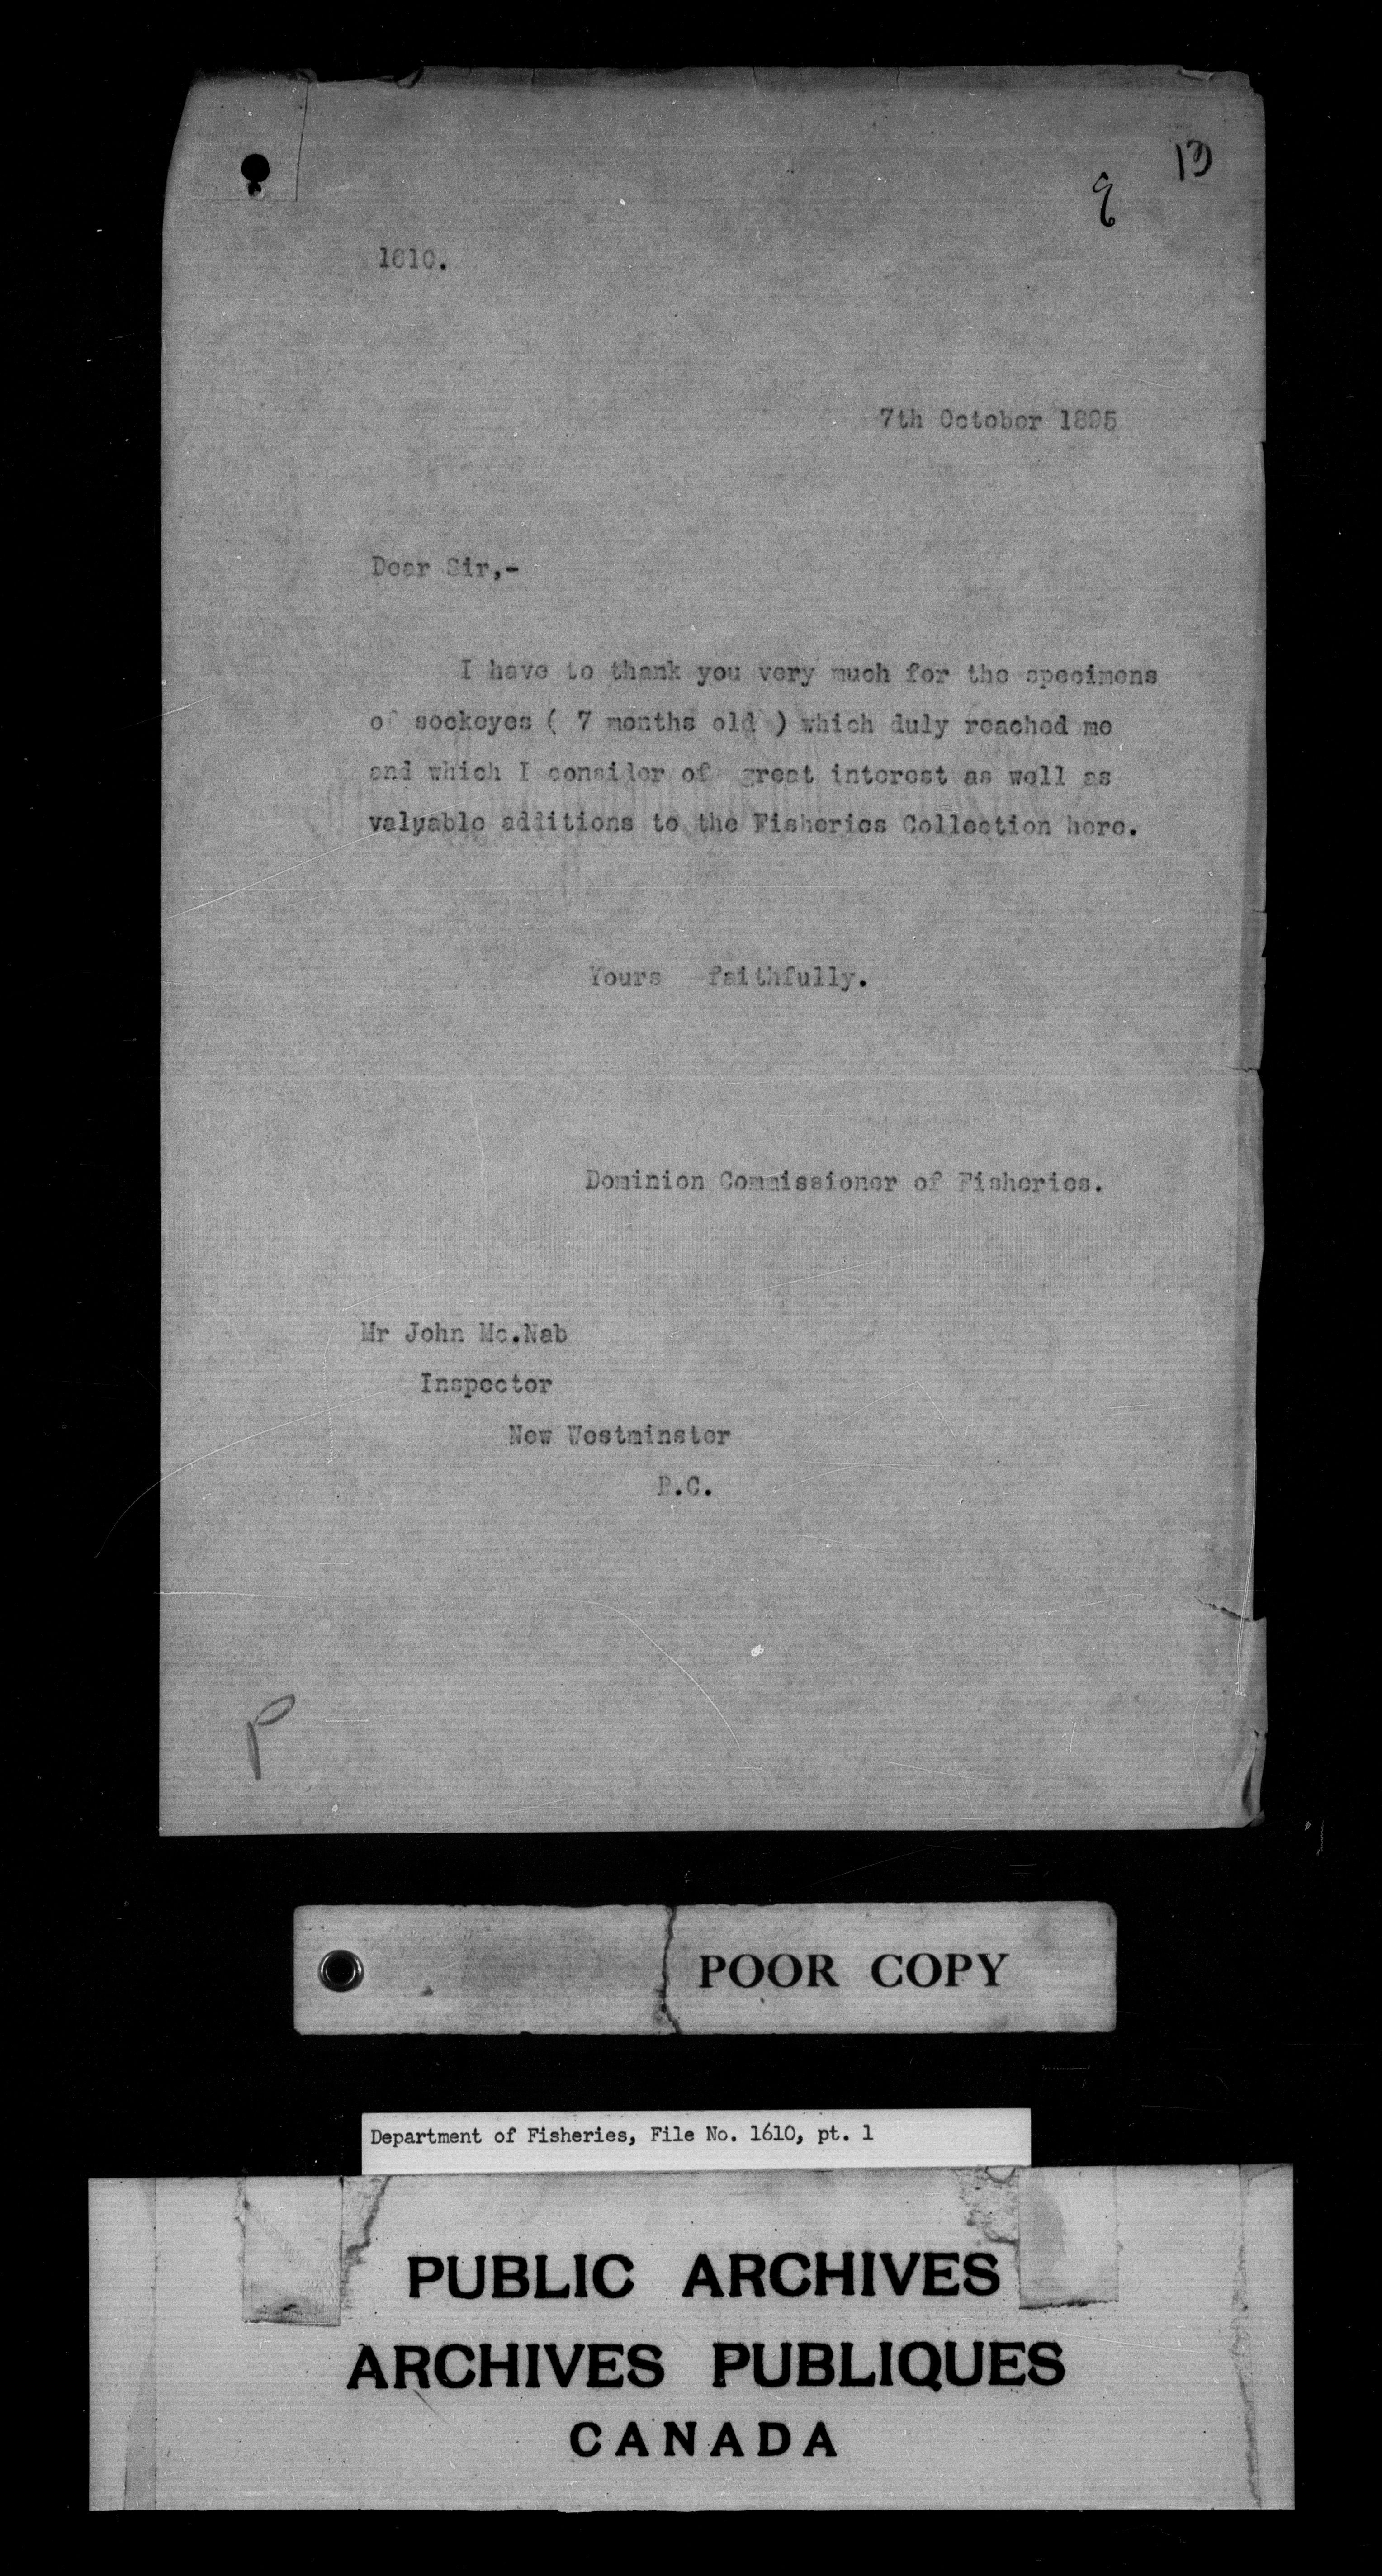 13
1610.
7th October 1895
Dear Sir,-
I have to thank you very much for the specimens
of sockeyes ( 7 months old ) which duly reached me
and which I consider of great interest as well as
valyable additions to the Fisheries Collection here.
Yours faithfully.
Dominion Commissioner of Fisheries.
Mr John Mc.Nab
Inspector
New Westminster
B.C.
P
POOR COPY
Department of Fisheries, File No. 1610, pt. 1
PUBLIC ARCHIVES
ARCHIVES PUBLIQUES
CANADA